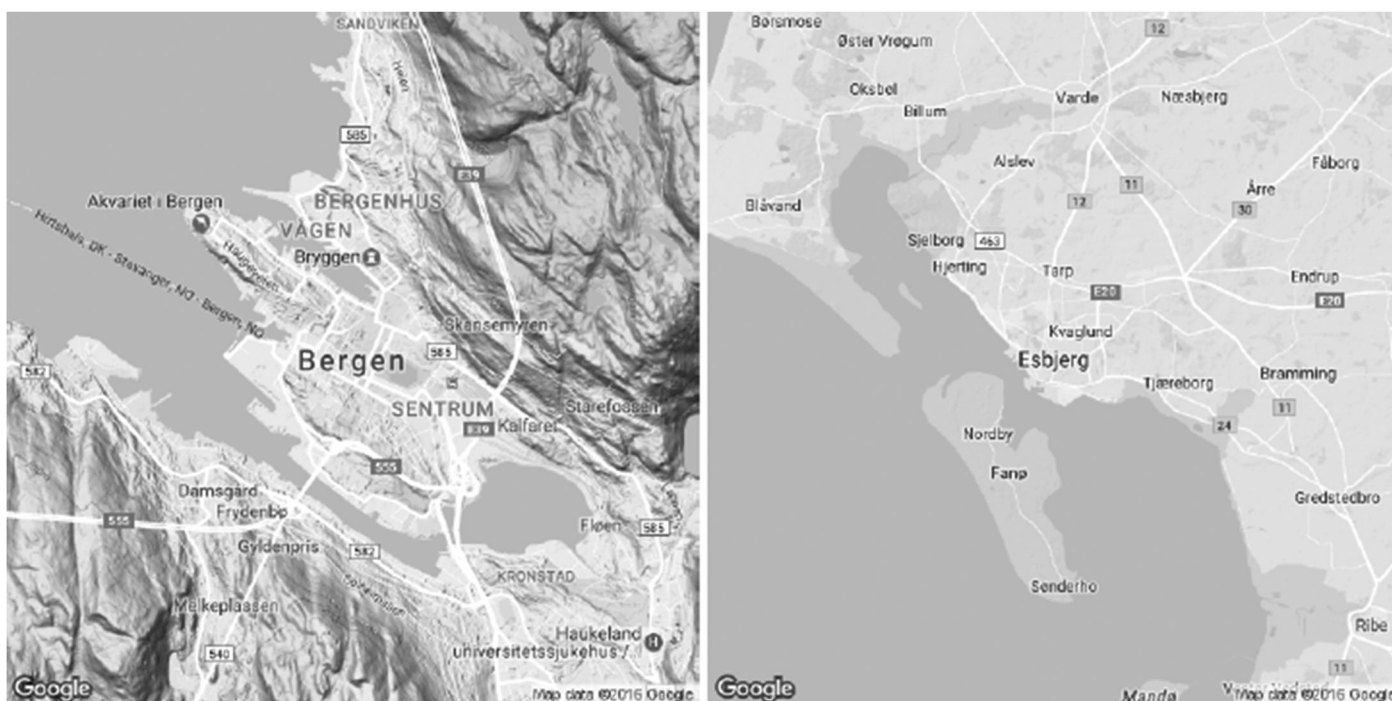 SANDVIKEN
Heien
585
E39
Akvariet i Bergen
BERGENHUS
VÅGEN
Bryggen
Haugeveien
Hirtshals, DK - Stavanger, NO - Bergen, NO
Skansemyren
Bergen
585
582
SENTRUM
Starefossen
E39
Kalfaret
555
Damsgård
Frydenbø
555
Fløen
585
Gyldenpris
582
KRONSTAD
Melkeplassen
Haukeland
universitetssjukehus /...
540
Google
Map data ©2016 Google
Børsmose
12
Øster Vrøgum
Oksbøl
Varde
Næsbjerg
Billum
Alslev
Fåborg
11
Årre
12
30
Blåvand
Sjelborg
463
Hjerting
Tarp
Endrup
E20
E20
Kvaglund
Esbjerg
Tjæreborg
Bramming
11
24
Nordby
Fanø
Gredstedbro
Sønderho
Ribe
11
Mandø
Google
Map data ©2016 Google